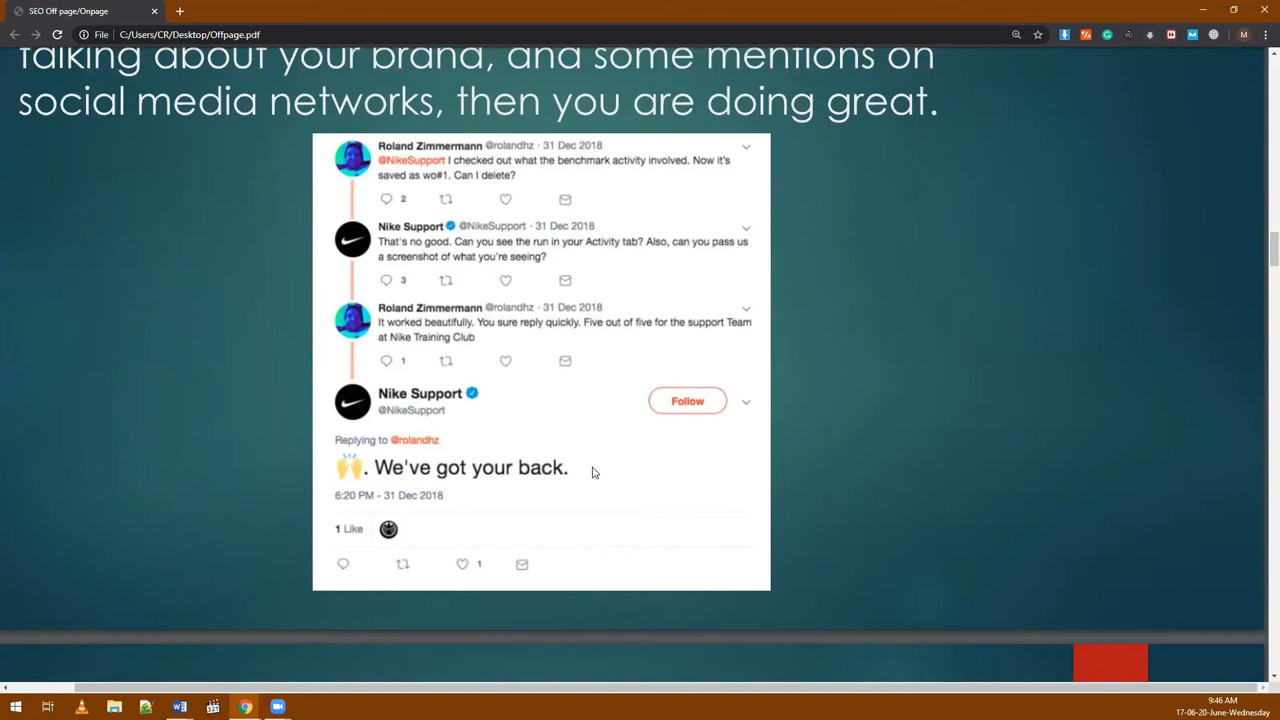 SEO Off page/Onpage
File | C:/Users/CR/Desktop/Offpage.pdf
M
talking about your brand, and some mentions on
social media networks, then you are doing great.
Roland Zimmermann @rolandhz · 31 Dec 2018
@NikeSupport I checked out what the benchmark activity involved. Now it's
saved as wo#1. Can I delete?
2
Nike Support @NikeSupport · 31 Dec 2018
That's no good. Can you see the run in your Activity tab? Also, can you pass us
a screenshot of what you're seeing?
3
Roland Zimmermann @rolandhz · 31 Dec 2018
It worked beautifully. You sure reply quickly. Five out of five for the support Team
at Nike Training Club
1
Nike Support
@NikeSupport
Follow
Replying to @rolandhz
🙌. We've got your back.
6:20 PM - 31 Dec 2018
1 Like
1
9:46 AM
17-06-20-June-Wednesday